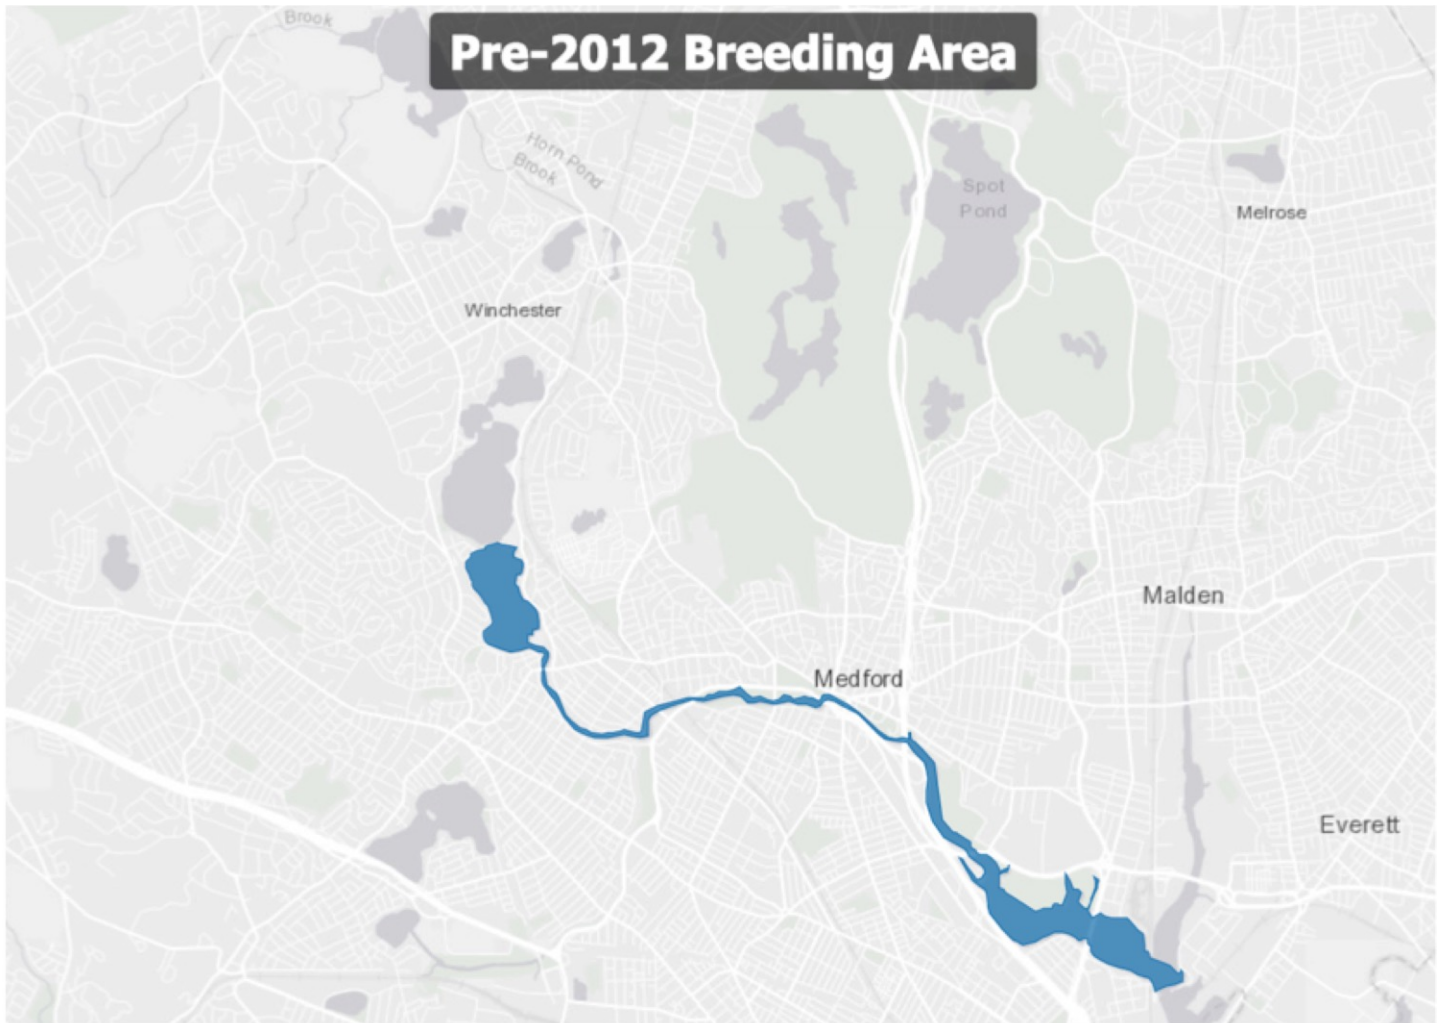 Brook
Pre-2012 Breeding Area
Horn Pond
Brook
Spot
Pond
Melrose
Winchester
Malden
Medford
Everett